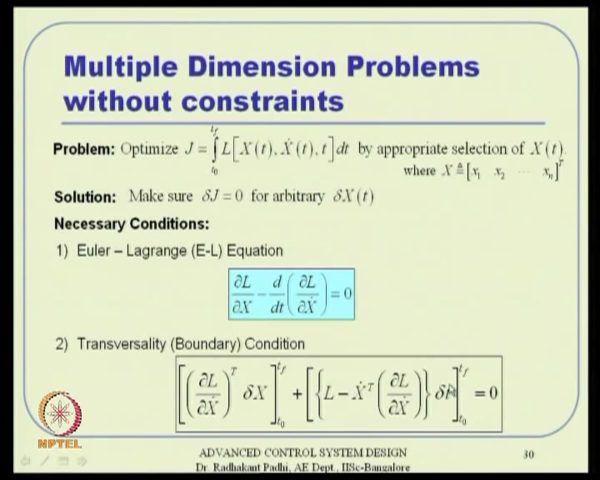 Multiple Dimension Problems
without constraints
Problem: Optimize J = ∫_{t_0}^{t_f} L[X(t), Ẋ(t), t] dt by appropriate selection of X(t).
where X ≜ [x_1 x_2 ⋯ x_n]^T
Solution: Make sure δJ = 0 for arbitrary δX(t)
Necessary Conditions:
1) Euler – Lagrange (E-L) Equation
∂L/∂X − d/dt (∂L/∂Ẋ) = 0
2) Transversality (Boundary) Condition
[(∂L/∂Ẋ)^T δX]_{t_0}^{t_f} + [{L − Ẋ^T (∂L/∂Ẋ)} δt]_{t_0}^{t_f} = 0
NPTEL
ADVANCED CONTROL SYSTEM DESIGN
Dr. Radhakant Padhi, AE Dept., IISc-Bangalore
30